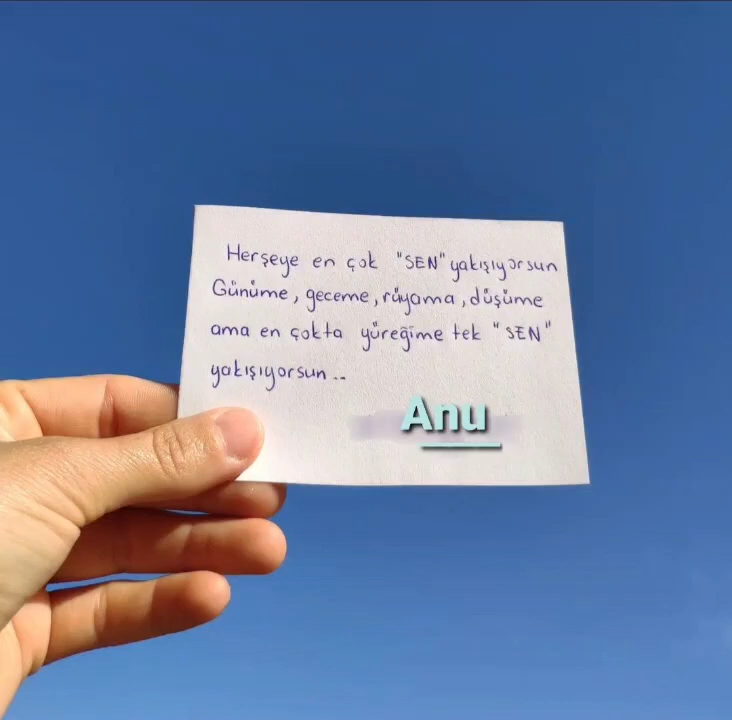 Herşeye en çok "SEN" yakışıyorsun
Günüme, geceme, rüyama, düşüme
ama en çokta yüreğime tek "SEN"
yakışıyorsun..
Anu